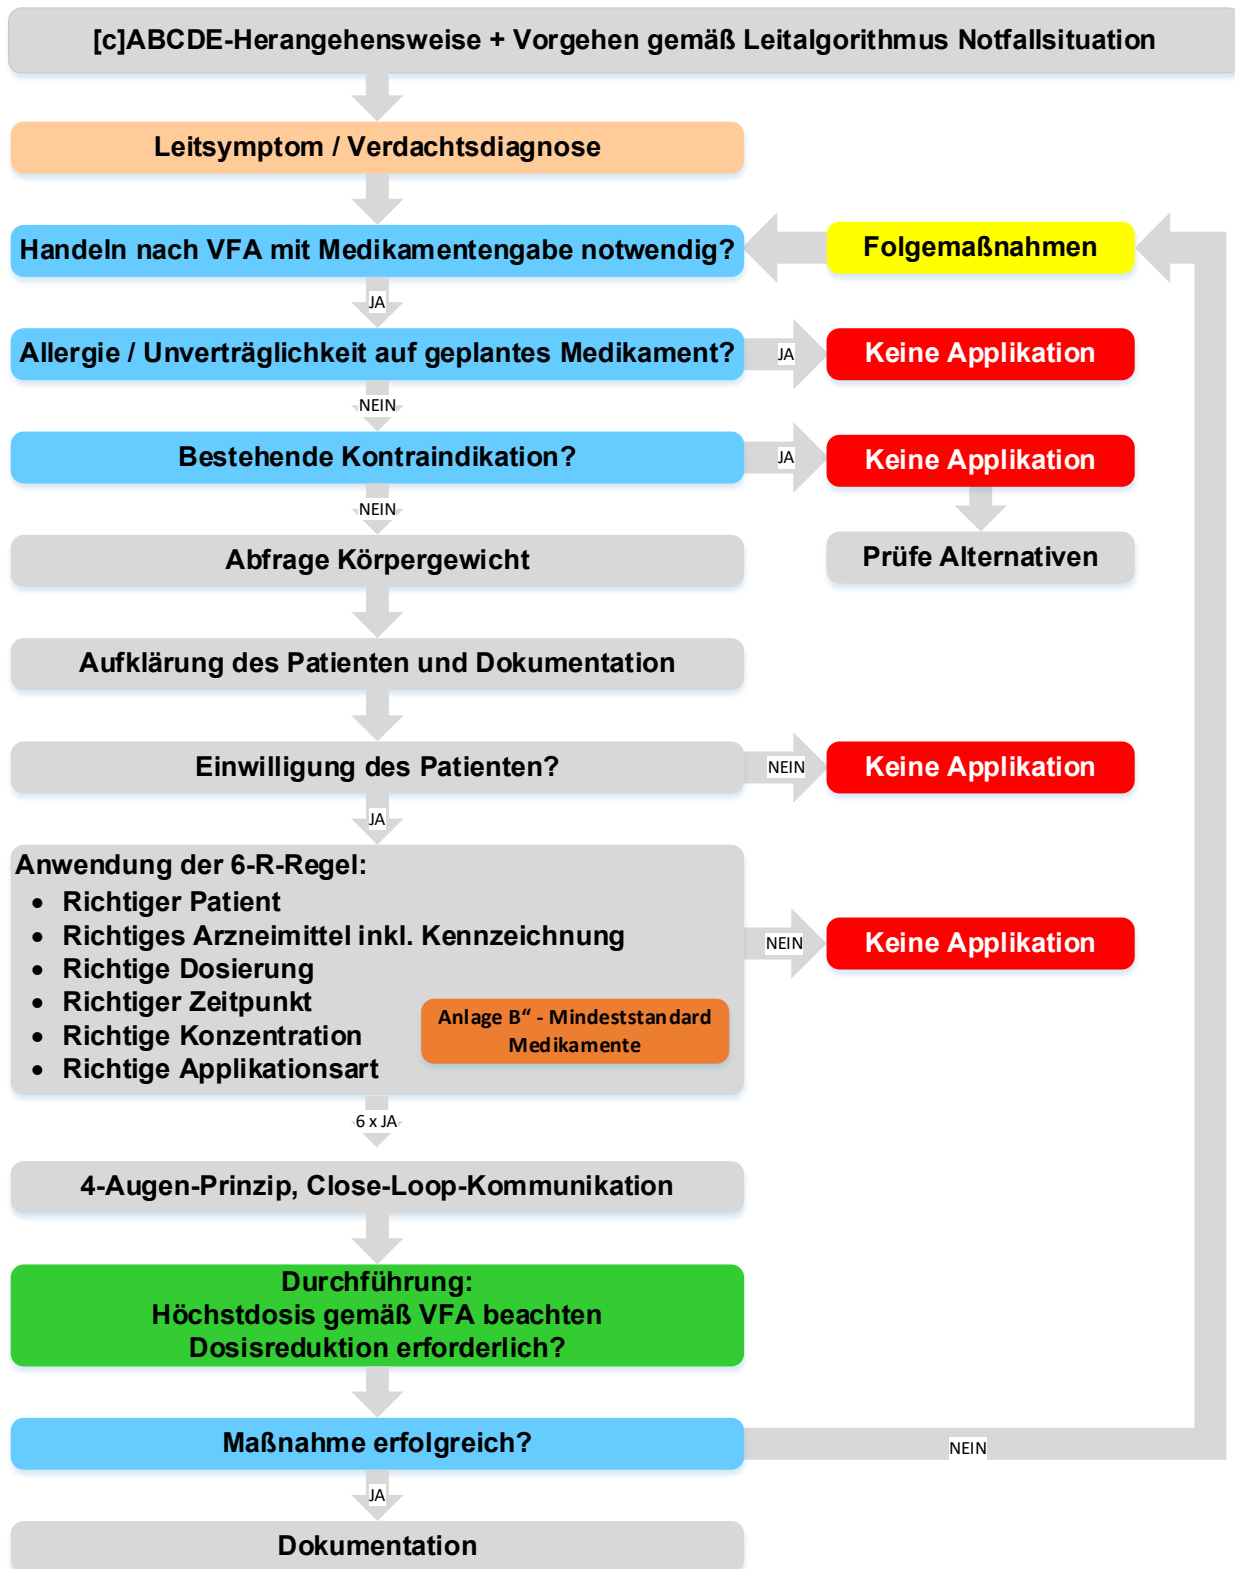 [c]ABCDE-Herangehensweise + Vorgehen gemäß Leitalgorithmus Notfallsituation
Leitsymptom / Verdachtsdiagnose
Handeln nach VFA mit Medikamentengabe notwendig?
Folgemaßnahmen
JA
Allergie / Unverträglichkeit auf geplantes Medikament?
JA
Keine Applikation
NEIN
Bestehende Kontraindikation?
JA
Keine Applikation
NEIN
Abfrage Körpergewicht
Prüfe Alternativen
Aufklärung des Patienten und Dokumentation
Einwilligung des Patienten?
NEIN
Keine Applikation
JA
Anwendung der 6-R-Regel:
• Richtiger Patient
• Richtiges Arzneimittel inkl. Kennzeichnung
• Richtige Dosierung
• Richtiger Zeitpunkt
• Richtige Konzentration
• Richtige Applikationsart
Anlage B“ - Mindeststandard
Medikamente
NEIN
Keine Applikation
6 x JA
4-Augen-Prinzip, Close-Loop-Kommunikation
Durchführung:
Höchstdosis gemäß VFA beachten
Dosisreduktion erforderlich?
Maßnahme erfolgreich?
NEIN
JA
Dokumentation